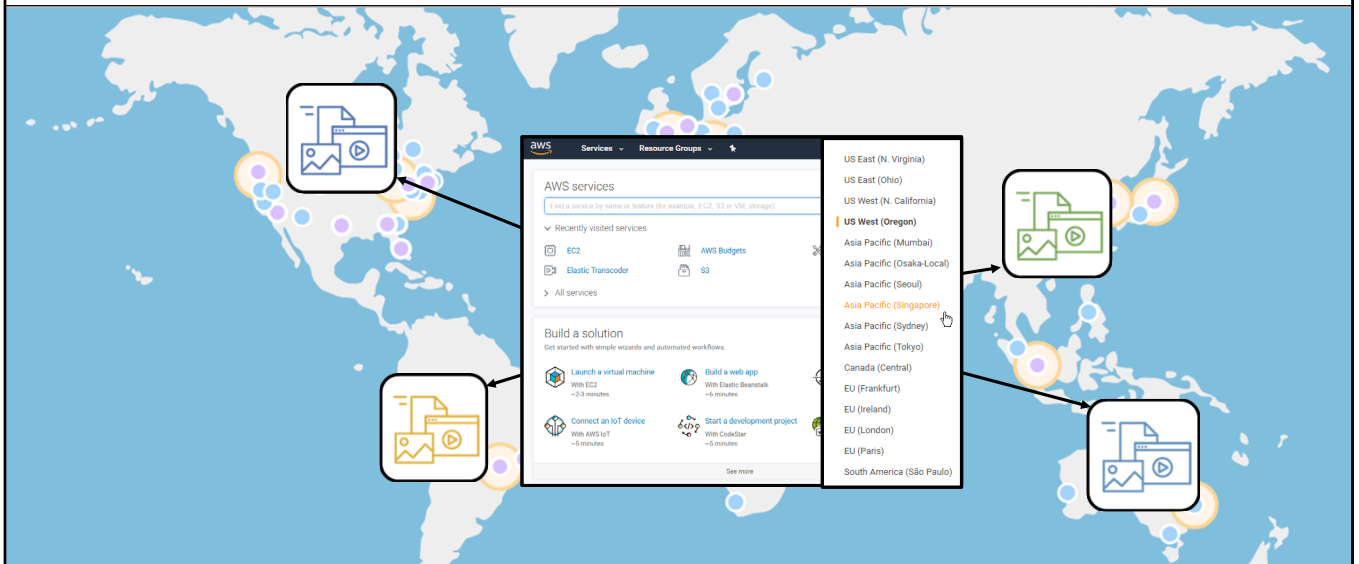 aws Services Resource Groups
AWS services
Find a service by name or feature (for example, EC2, S3 or VM, storage).
Recently visited services
EC2 AWS Budgets
Elastic Transcoder S3
All services
Build a solution
Get started with simple wizards and automated workflows.
Launch a virtual machine Build a web app
With EC2 With Elastic Beanstalk
~2-3 minutes ~6 minutes
Connect an IoT device Start a development project
With AWS IoT With CodeStar
~5 minutes ~5 minutes
See more
US East (N. Virginia)
US East (Ohio)
US West (N. California)
US West (Oregon)
Asia Pacific (Mumbai)
Asia Pacific (Osaka-Local)
Asia Pacific (Seoul)
Asia Pacific (Singapore)
Asia Pacific (Sydney)
Asia Pacific (Tokyo)
Canada (Central)
EU (Frankfurt)
EU (Ireland)
EU (London)
EU (Paris)
South America (São Paulo)